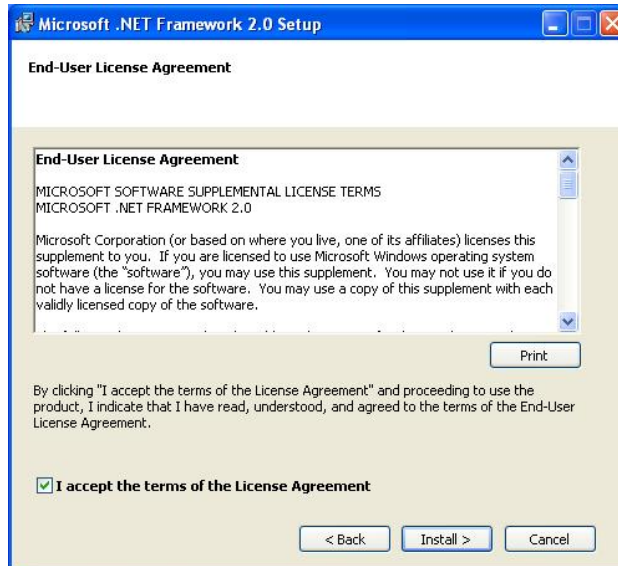 Microsoft .NET Framework 2.0 Setup
End-User License Agreement
End-User License Agreement
MICROSOFT SOFTWARE SUPPLEMENTAL LICENSE TERMS
MICROSOFT .NET FRAMEWORK 2.0
Microsoft Corporation (or based on where you live, one of its affiliates) licenses this
supplement to you. If you are licensed to use Microsoft Windows operating system
software (the “software”), you may use this supplement. You may not use it if you do
not have a license for the software. You may use a copy of this supplement with each
validly licensed copy of the software.
Print
By clicking "I accept the terms of the License Agreement" and proceeding to use the
product, I indicate that I have read, understood, and agreed to the terms of the End-User
License Agreement.
I accept the terms of the License Agreement
< Back Install > Cancel